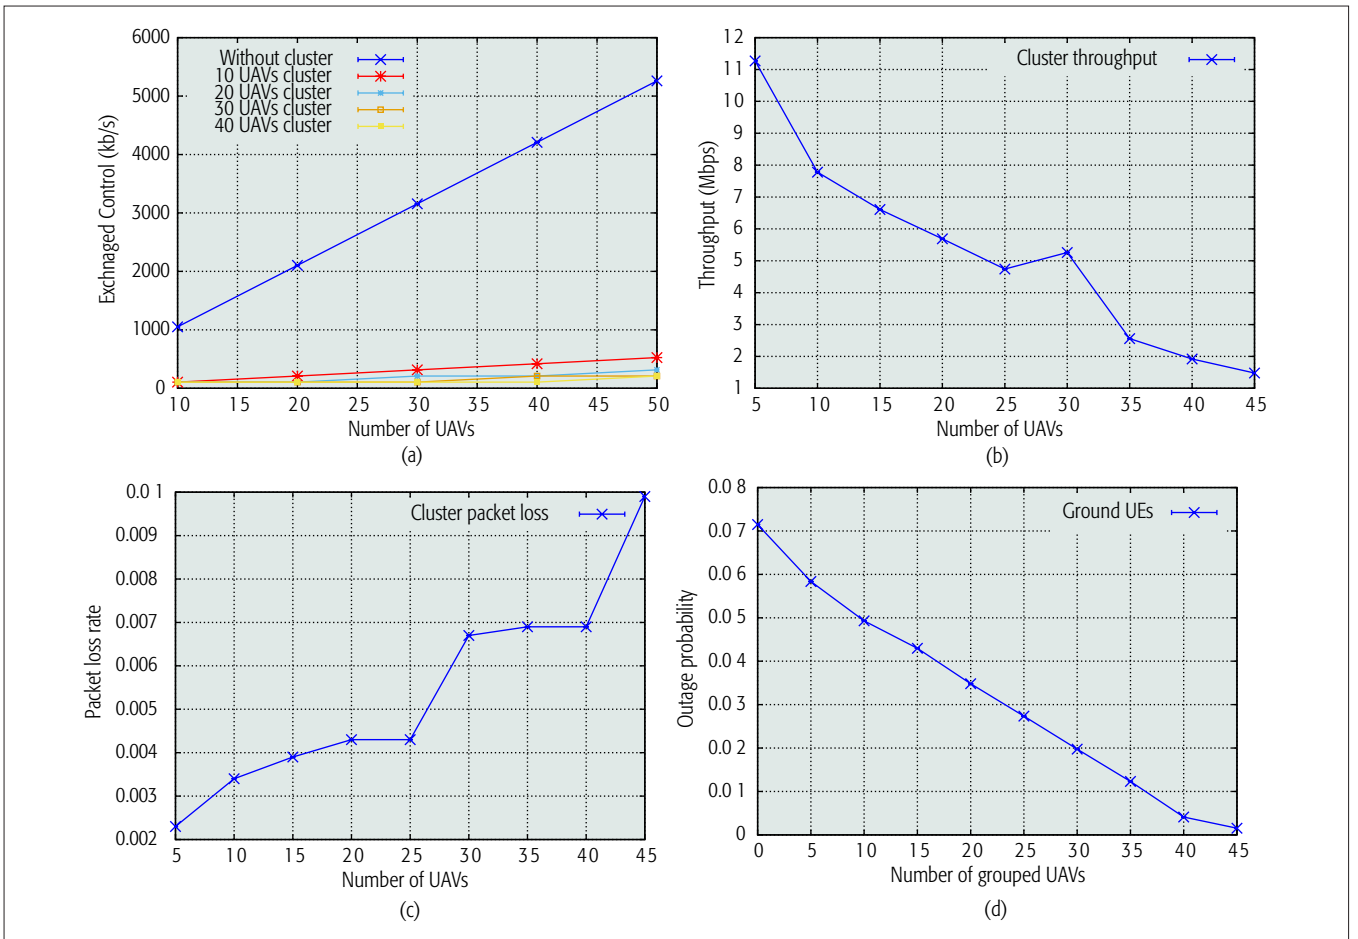 6000
5000
4000
3000
2000
1000
0
Exchnaged Control (kb/s)
Without cluster
10 UAVs cluster
20 UAVs cluster
30 UAVs cluster
40 UAVs cluster
10 15 20 25 30 35 40 45 50
Number of UAVs
(a)
12
11
10
9
8
7
6
5
4
3
2
1
Throughput (Mbps)
Cluster throughput
5 10 15 20 25 30 35 40 45
Number of UAVs
(b)
0.01
0.009
0.008
0.007
0.006
0.005
0.004
0.003
0.002
Packet loss rate
Cluster packet loss
5 10 15 20 25 30 35 40 45
Number of UAVs
(c)
0.08
0.07
0.06
0.05
0.04
0.03
0.02
0.01
0
Outage probability
Ground UEs
0 5 10 15 20 25 30 35 40 45
Number of grouped UAVs
(d)